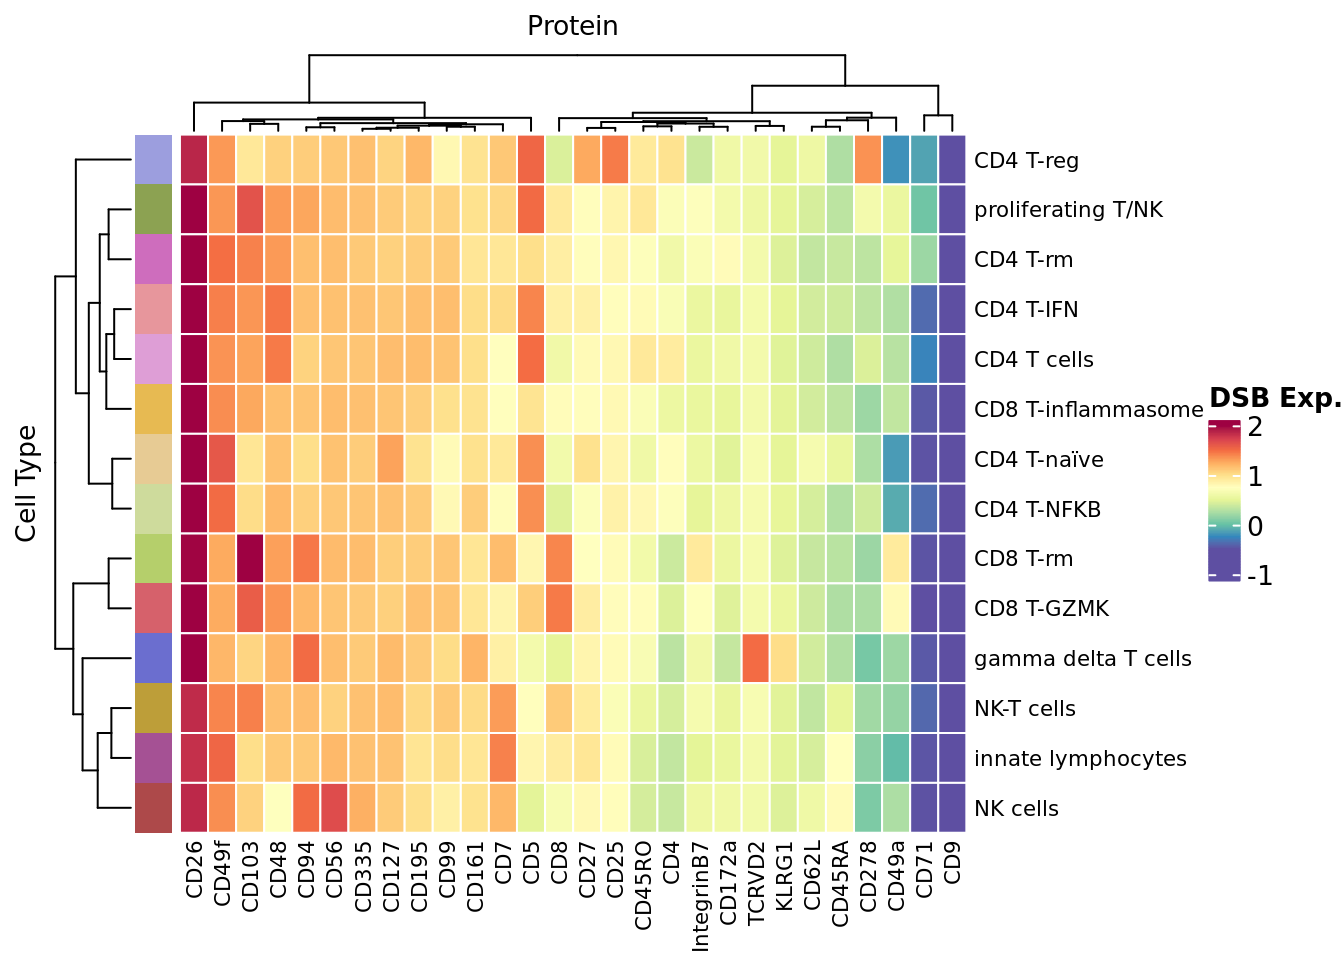 Protein
Cell Type
CD4 T-reg
proliferating T/NK
CD4 T-rm
CD4 T-IFN
CD4 T cells
CD8 T-inflammasome
CD4 T-naïve
CD4 T-NFKB
CD8 T-rm
CD8 T-GZMK
gamma delta T cells
NK-T cells
innate lymphocytes
NK cells
DSB Exp.
2
1
0
-1
CD26
CD49f
CD103
CD48
CD94
CD56
CD335
CD127
CD195
CD99
CD161
CD7
CD5
CD8
CD27
CD25
CD45RO
CD4
IntegrinB7
CD172a
TCRVD2
KLRG1
CD62L
CD45RA
CD278
CD49a
CD71
CD9